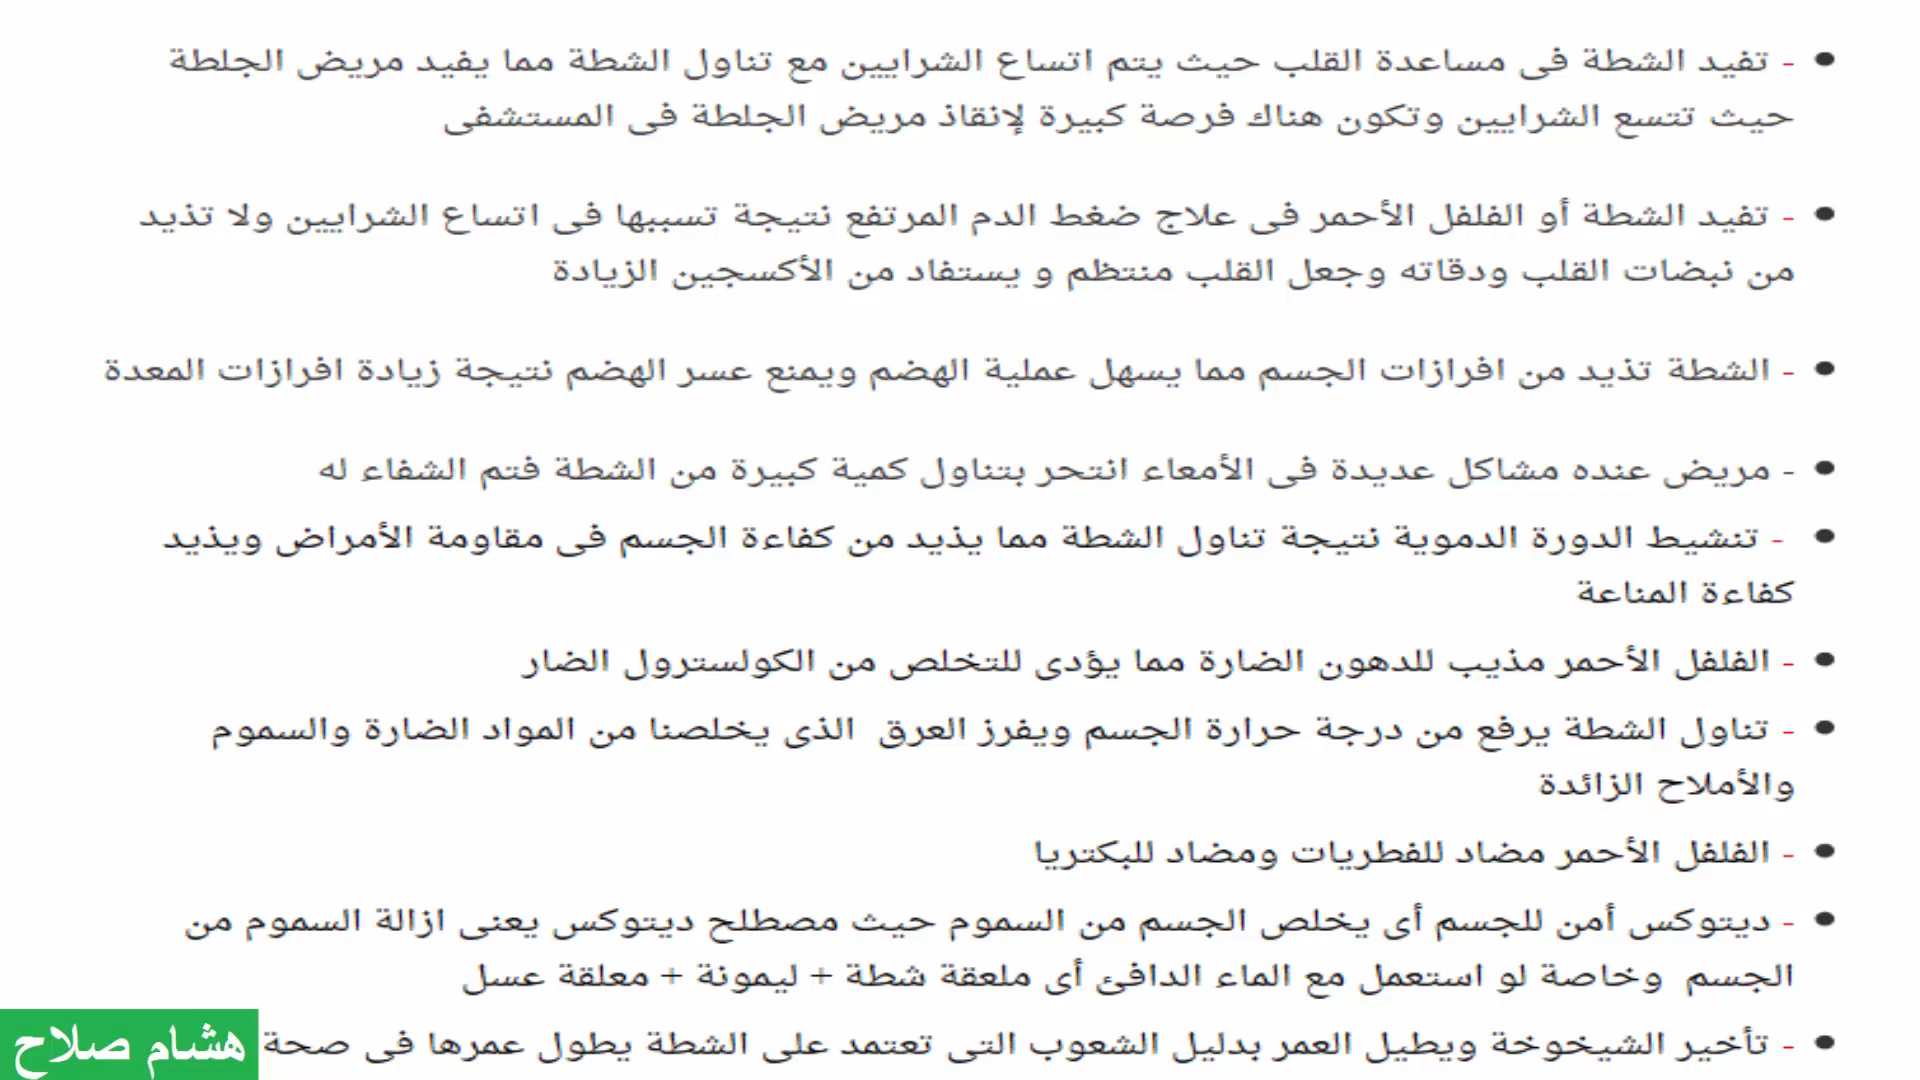 - تفيد الشطة فى مساعدة القلب حيث يتم اتساع الشرايين مع تناول الشطة مما يفيد مريض الجلطة
حيث تتسع الشرايين وتكون هناك فرصة كبيرة لإنقاذ مريض الجلطة فى المستشفى
- تفيد الشطة أو الفلفل الأحمر فى علاج ضغط الدم المرتفع نتيجة تسببها فى اتساع الشرايين ولا تذيد
من نبضات القلب ودقاته وجعل القلب منتظم و يستفاد من الأكسجين الزيادة
- الشطة تذيد من افرازات الجسم مما يسهل عملية الهضم ويمنع عسر الهضم نتيجة زيادة افرازات المعدة
- مريض عنده مشاكل عديدة فى الأمعاء انتحر بتناول كمية كبيرة من الشطة فتم الشفاء له
- تنشيط الدورة الدموية نتيجة تناول الشطة مما يذيد من كفاءة الجسم فى مقاومة الأمراض ويذيد
كفاءة المناعة
- الفلفل الأحمر مذيب للدهون الضارة مما يؤدى للتخلص من الكولسترول الضار
- تناول الشطة يرفع من درجة حرارة الجسم ويفرز العرق الذى يخلصنا من المواد الضارة والسموم
والأملاح الزائدة
- الفلفل الأحمر مضاد للفطريات ومضاد للبكتريا
- ديتوكس أمن للجسم أى يخلص الجسم من السموم حيث مصطلح ديتوكس يعنى ازالة السموم من
الجسم وخاصة لو استعمل مع الماء الدافئ أى ملعقة شطة + ليمونة + معلقة عسل
- تأخير الشيخوخة ويطيل العمر بدليل الشعوب التى تعتمد على الشطة يطول عمرها فى صحة
هشام صلاح